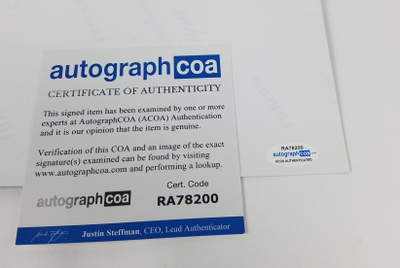 autographcoa
CERTIFICATE OF AUTHENTICITY
This signed item has been examined by one or more
experts at AutographCOA (ACOA) Authentication
and it is our opinion that the item is genuine.
Verification of this COA and an image of the exact
signature(s) examined can be found by visiting
www.autographcoa.com and performing a lookup.
Cert. Code
autographcoa
RA78200
Justin Steffman, CEO, Lead Authenticator
RA78200
autographcoa
ACOA AUTHENTICATED